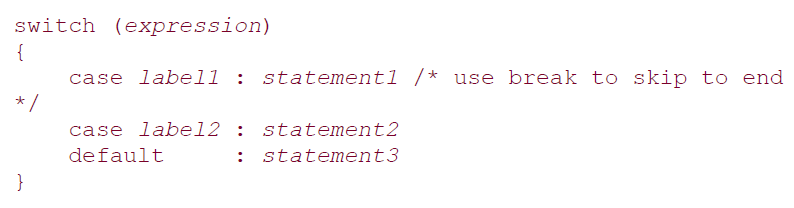 switch (expression)
{
    case label1 : statement1 /* use break to skip to end
*/
    case label2 : statement2
    default     : statement3
}